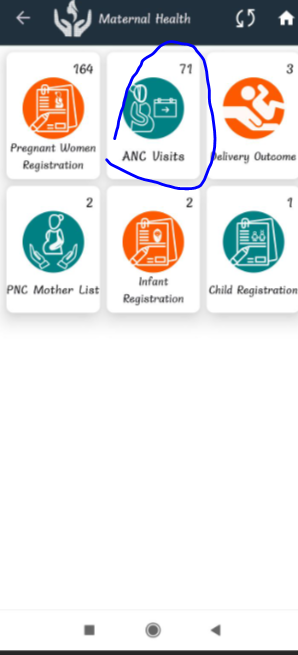 Maternal Health
164
71
3
Pregnant Women
Registration
ANC Visits
Delivery Outcome
2
2
1
PNC Mother List
Infant
Registration
Child Registration